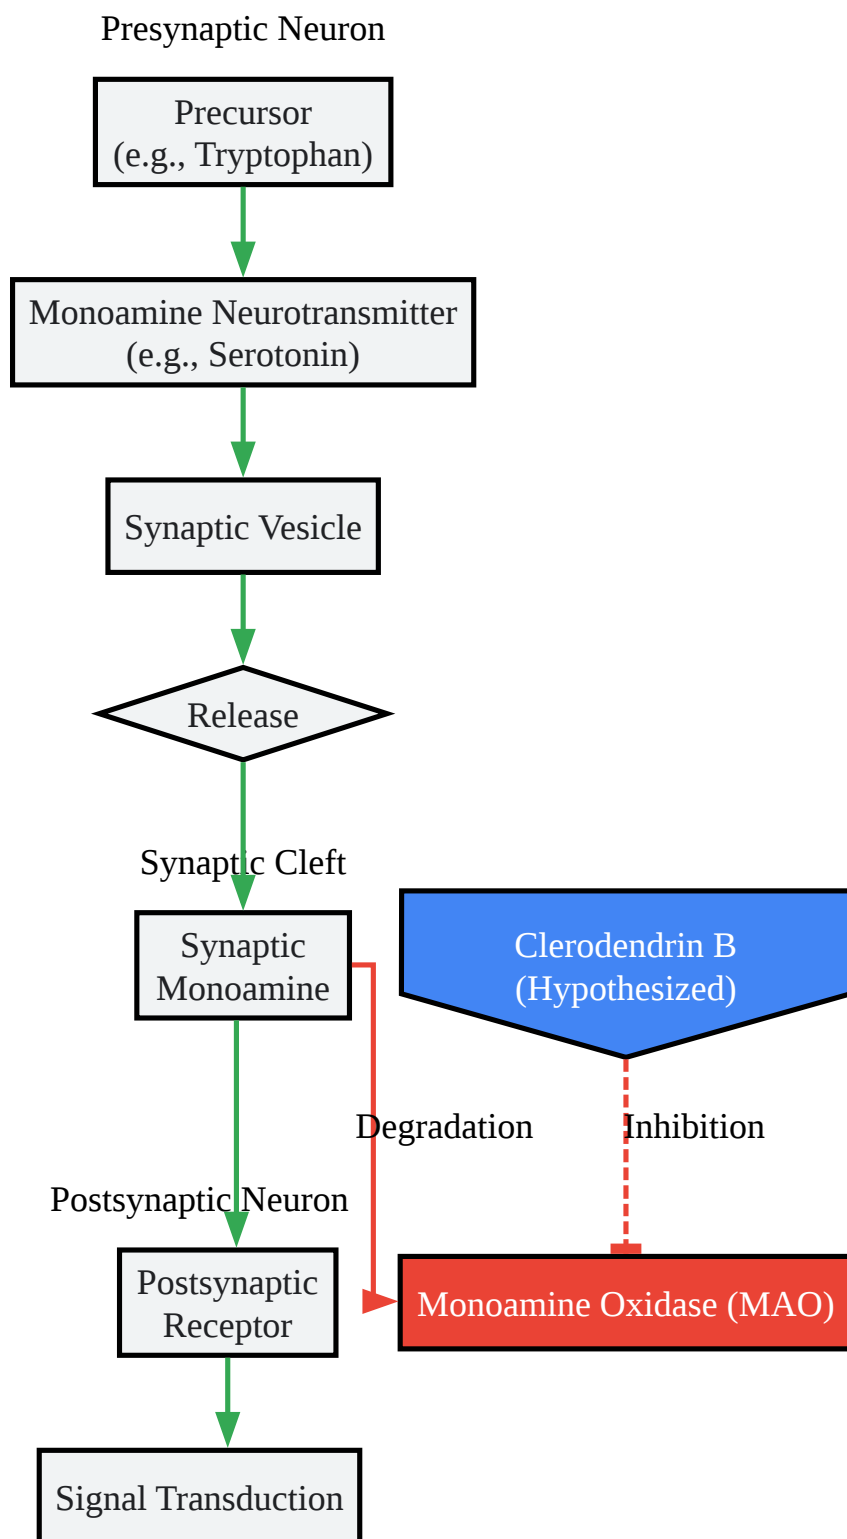 Presynaptic Neuron
Precursor
(e.g., Tryptophan)
Monoamine Neurotransmitter
(e.g., Serotonin)
Synaptic Vesicle
Release
Synaptic Cleft
Synaptic
Monoamine
Clerodendrin B
(Hypothesized)
Degradation
Inhibition
Postsynaptic Neuron
Postsynaptic
Receptor
Monoamine Oxidase (MAO)
Signal Transduction